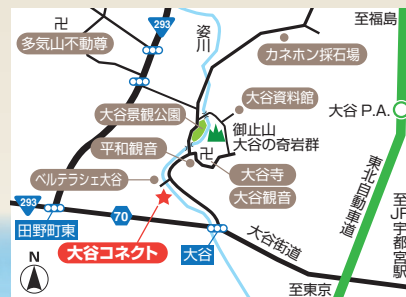 卍
多気山不動尊
293
姿川
至福島
カネホン採石場
大谷資料館
大谷P.A.
大谷景観公園
御止山
大谷の奇岩群
平和観音
卍
大谷寺
大谷観音
ベルテラシェ大谷
東北自動車道
至JR宇都宮駅
293
田野町東
70
大谷コネクト
大谷
大谷街道
至東京
N